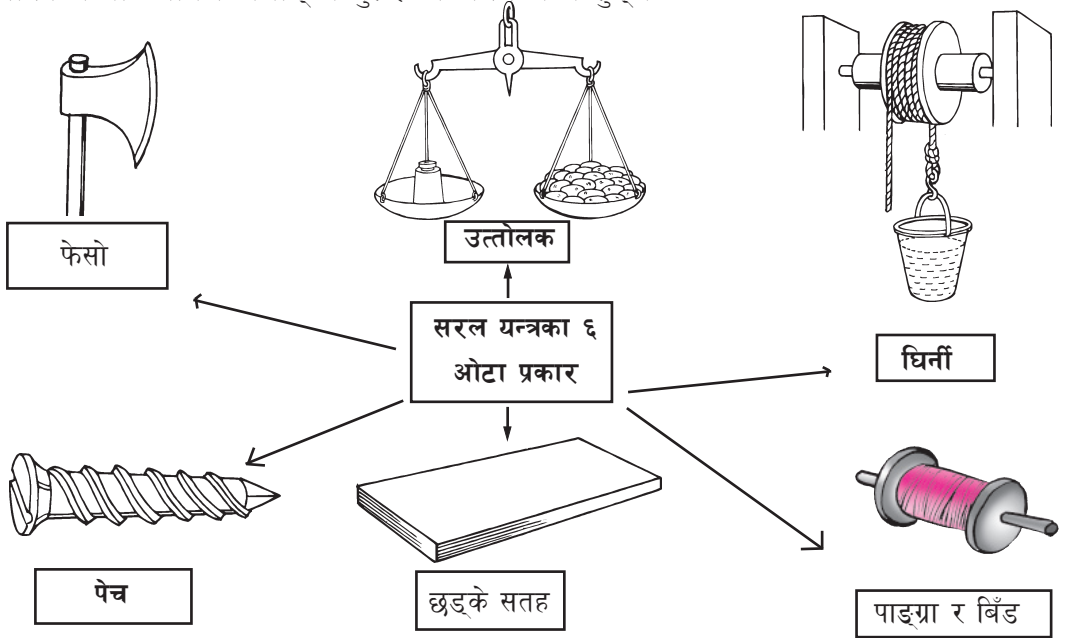 फेसो
उत्तोलक
सरल यन्त्रका ६
ओटा प्रकार
घिर्नी
पेच
छड्के सतह
पाङ्ग्रा र बिँड